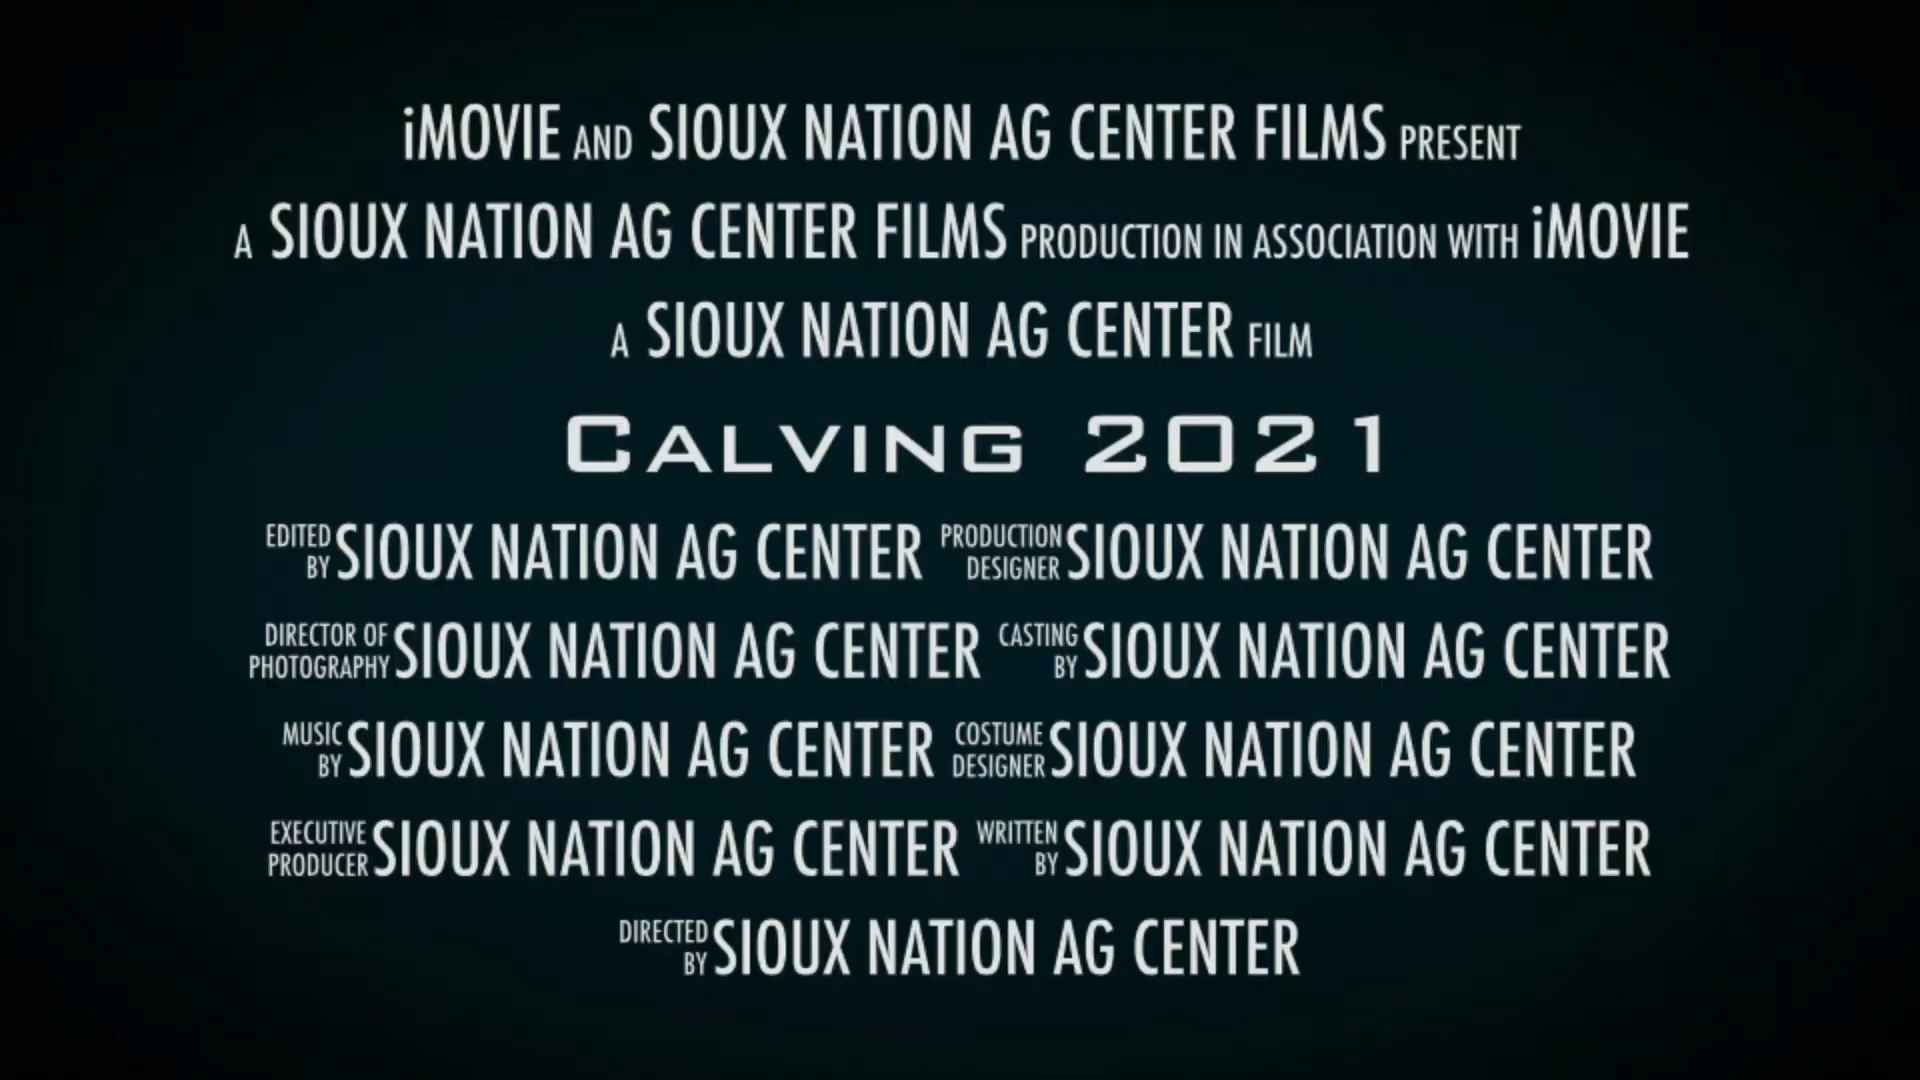 iMOVIE AND SIOUX NATION AG CENTER FILMS PRESENT
A SIOUX NATION AG CENTER FILMS PRODUCTION IN ASSOCIATION WITH iMOVIE
A SIOUX NATION AG CENTER FILM
CALVING 2021
EDITED BY SIOUX NATION AG CENTER PRODUCTION DESIGNER SIOUX NATION AG CENTER
DIRECTOR OF PHOTOGRAPHY SIOUX NATION AG CENTER CASTING BY SIOUX NATION AG CENTER
MUSIC BY SIOUX NATION AG CENTER COSTUME DESIGNER SIOUX NATION AG CENTER
EXECUTIVE PRODUCER SIOUX NATION AG CENTER WRITTEN BY SIOUX NATION AG CENTER
DIRECTED BY SIOUX NATION AG CENTER